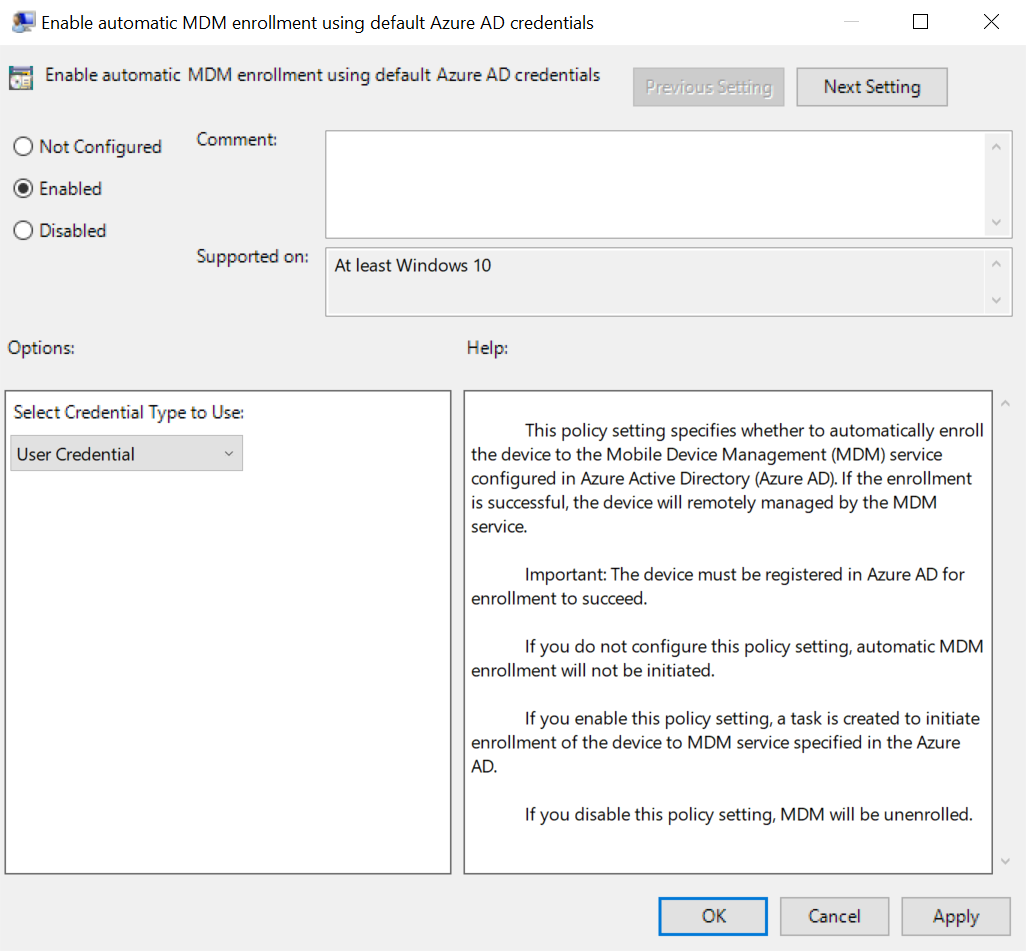 Enable automatic MDM enrollment using default Azure AD credentials
Enable automatic MDM enrollment using default Azure AD credentials
Previous Setting
Next Setting
Not Configured
Comment:
Enabled
Disabled
Supported on:
At least Windows 10
Options:
Help:
Select Credential Type to Use:
User Credential
This policy setting specifies whether to automatically enroll
the device to the Mobile Device Management (MDM) service
configured in Azure Active Directory (Azure AD). If the enrollment
is successful, the device will remotely managed by the MDM
service.
Important: The device must be registered in Azure AD for
enrollment to succeed.
If you do not configure this policy setting, automatic MDM
enrollment will not be initiated.
If you enable this policy setting, a task is created to initiate
enrollment of the device to MDM service specified in the Azure
AD.
If you disable this policy setting, MDM will be unenrolled.
OK
Cancel
Apply